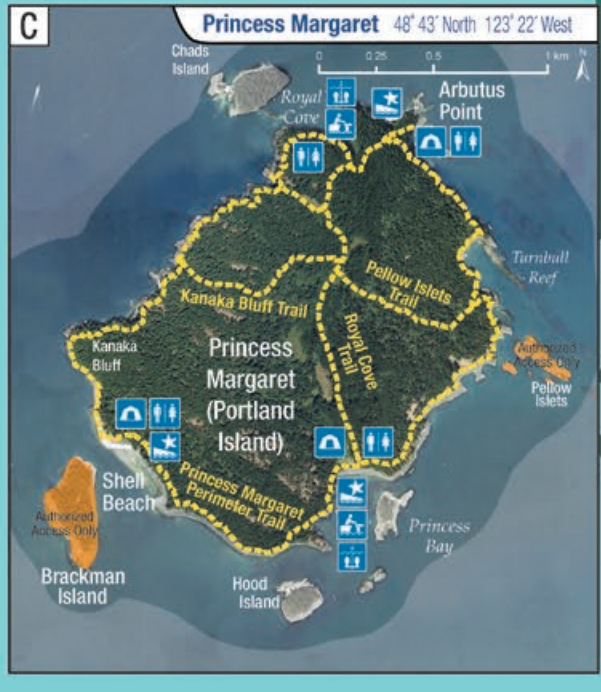 C
Princess Margaret 48° 43' North 123° 22' West
Chads
Island
0
0.25
0.5
1 km
N
Royal
Cove
Arbutus
Point
Turnbull
Reef
Pellow Islets
Trail
Kanaka Bluff Trail
Royal Cove
Trail
Kanaka
Bluff
Princess
Margaret
(Portland
Island)
Authorized
Access Only
Pellow
Islets
Shell
Beach
Princess Margaret
Perimeter Trail
Authorized
Access Only
Brackman
Island
Princess
Bay
Hood
Island